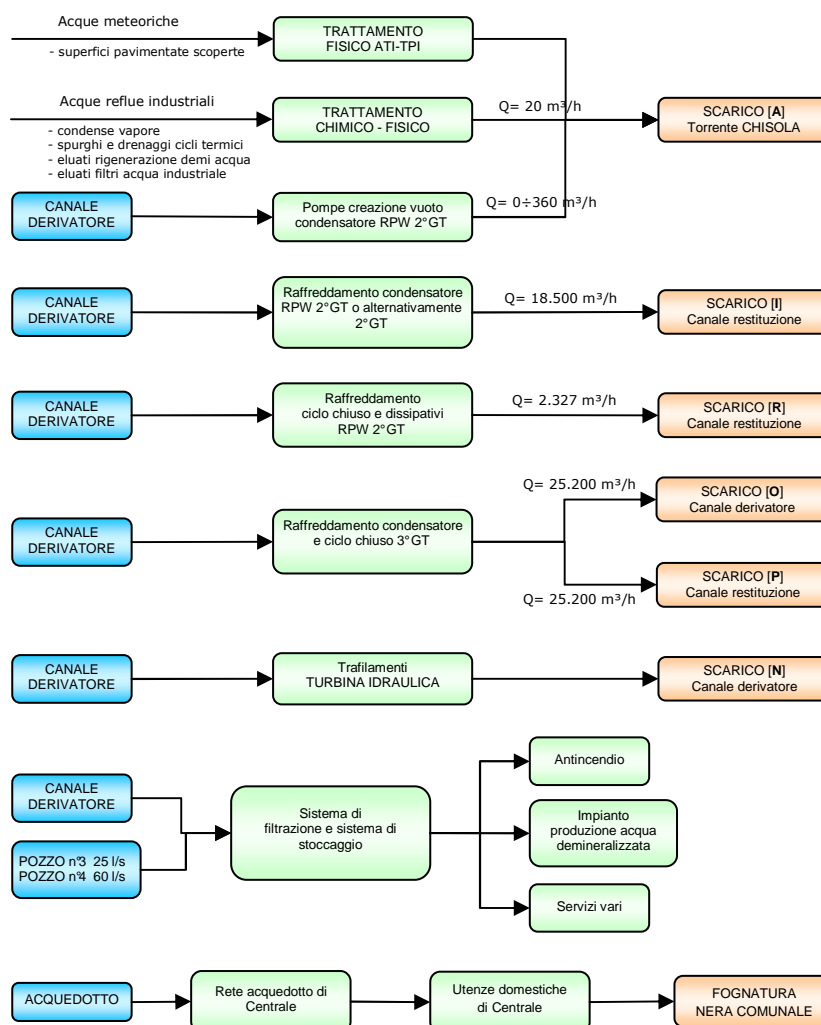 Acque meteoriche
- superfici pavimentate scoperte
TRATTAMENTO
FISICO ATI-TPI
Acque reflue industriali
- condense vapore
- spurghi e drenaggi cicli termici
- eluati rigenerazione demi acqua
- eluati filtri acqua industriale
TRATTAMENTO
CHIMICO - FISICO
Q= 20 m³/h
SCARICO [A]
Torrente CHISOLA
CANALE
DERIVATORE
Pompe creazione vuoto
condensatore RPW 2°GT
Q= 0÷360 m³/h
CANALE
DERIVATORE
Raffreddamento condensatore
RPW 2°GT o alternativamente
2°GT
Q= 18.500 m³/h
SCARICO [I]
Canale restituzione
CANALE
DERIVATORE
Raffreddamento
ciclo chiuso e dissipativi
RPW 2°GT
Q= 2.327 m³/h
SCARICO [R]
Canale restituzione
CANALE
DERIVATORE
Raffreddamento condensatore
e ciclo chiuso 3°GT
Q= 25.200 m³/h
SCARICO [O]
Canale derivatore
Q= 25.200 m³/h
SCARICO [P]
Canale restituzione
CANALE
DERIVATORE
Trafilamenti
TURBINA IDRAULICA
SCARICO [N]
Canale derivatore
CANALE
DERIVATORE
POZZO n°3 25 l/s
POZZO n°4 60 l/s
Sistema di
filtrazione e sistema di
stoccaggio
Antincendio
Impianto
produzione acqua
demineralizzata
Servizi vari
ACQUEDOTTO
Rete acquedotto di
Centrale
Utenze domestiche
di Centrale
FOGNATURA
NERA COMUNALE